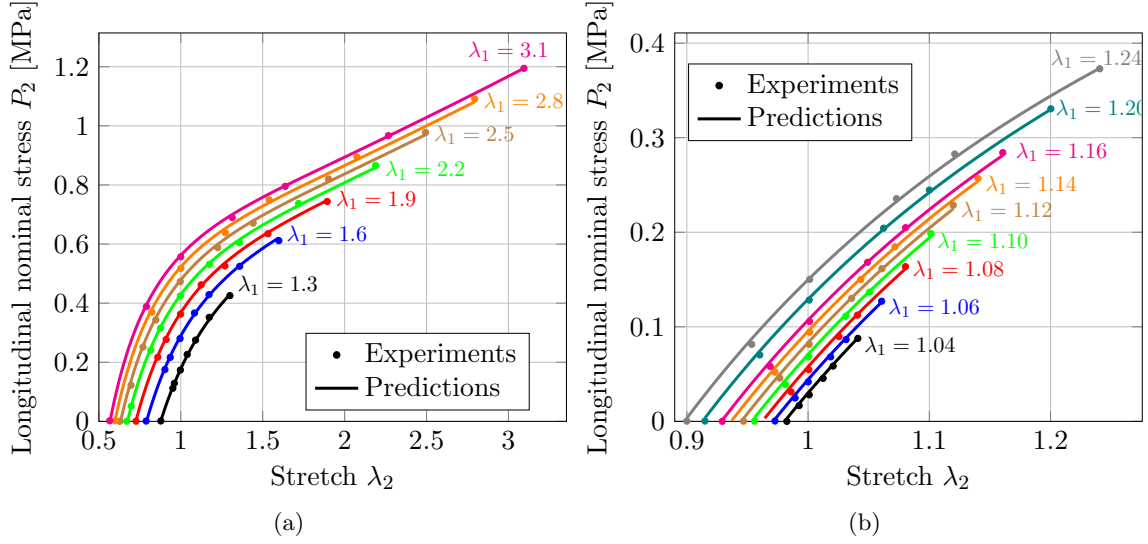 Longitudinal nominal stress P₂ [MPa]
1.2
1
0.8
0.6
0.4
0.2
0
0.5
1
1.5
2
2.5
3
Stretch λ₂
λ₁ = 3.1
λ₁ = 2.8
λ₁ = 2.5
λ₁ = 2.2
λ₁ = 1.9
λ₁ = 1.6
λ₁ = 1.3
Experiments
Predictions
(a)
Longitudinal nominal stress P₂ [MPa]
0.4
0.3
0.2
0.1
0
0.9
1
1.1
1.2
Stretch λ₂
Experiments
Predictions
λ₁ = 1.24
λ₁ = 1.20
λ₁ = 1.16
λ₁ = 1.14
λ₁ = 1.12
λ₁ = 1.10
λ₁ = 1.08
λ₁ = 1.06
λ₁ = 1.04
(b)